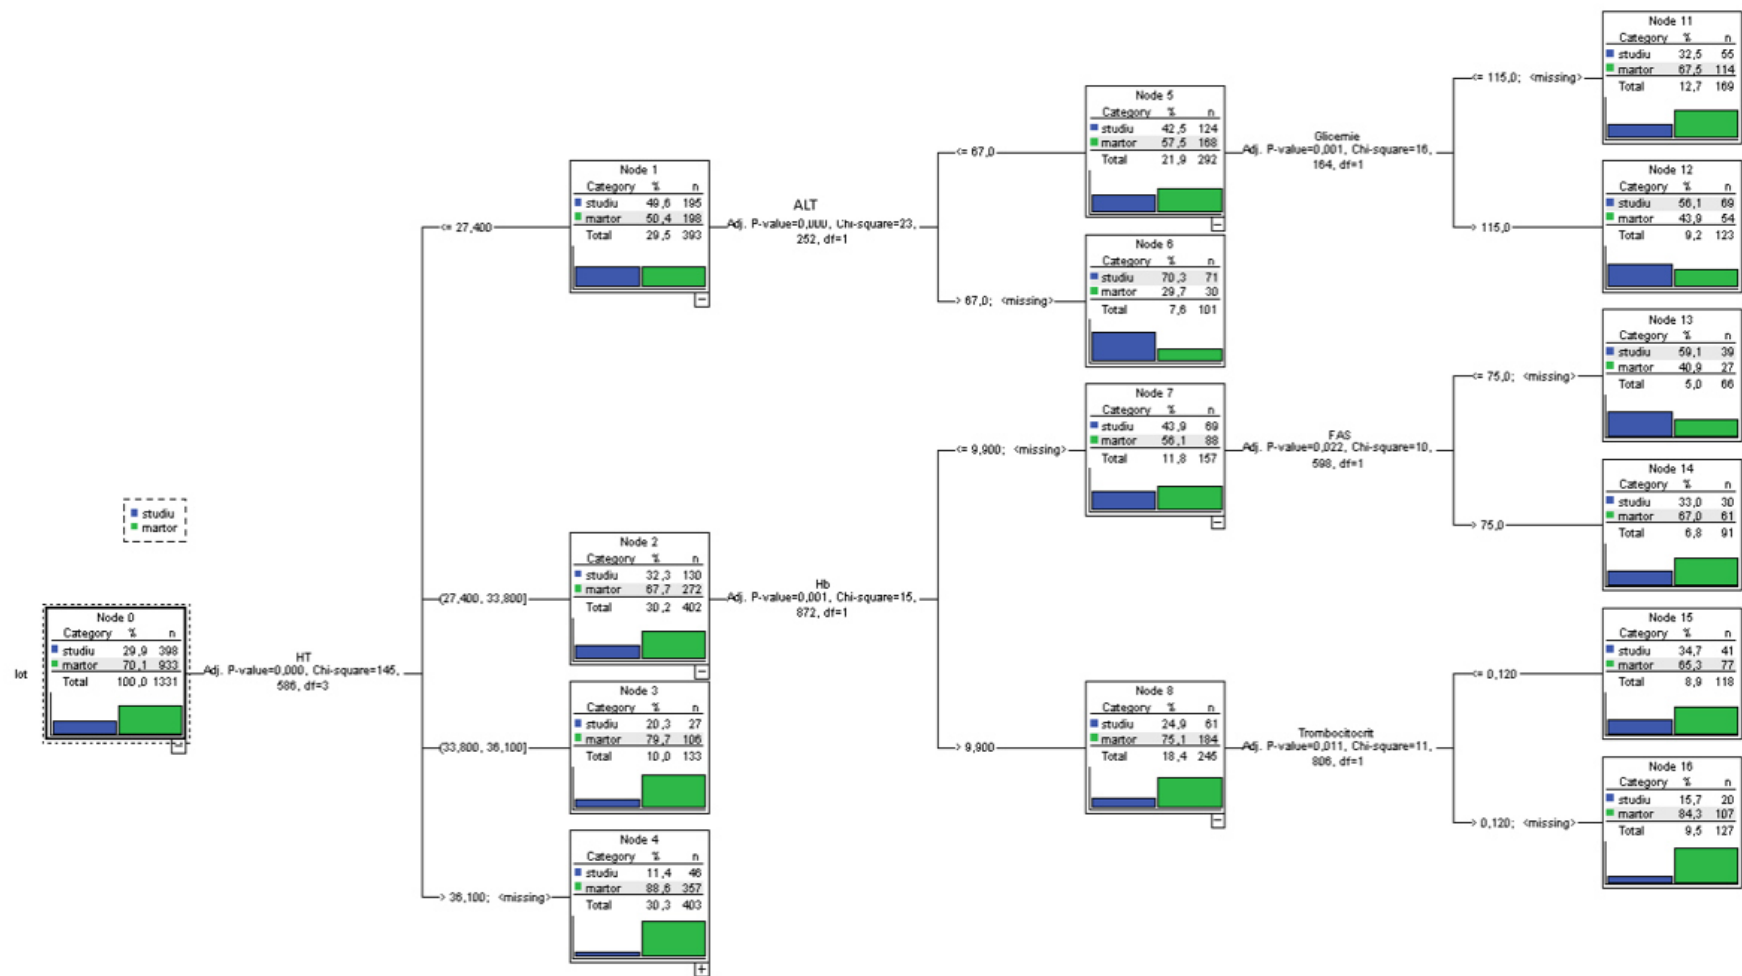 studiu
martor
lot
Node 0
Category % n
studiu 29,9 398
martor 70,1 933
Total 100,0 1331
HT
Adj. P-value=0,000, Chi-square=145,
586, df=3
<= 27,400
Node 1
Category % n
studiu 49,6 195
martor 50,4 198
Total 29,5 393
ALT
Adj. P-value=0,000, Chi-square=23,
252, df=1
(27,400, 33,800]
Node 2
Category % n
studiu 32,3 130
martor 67,7 272
Total 30,2 402
Hb
Adj. P-value=0,001, Chi-square=15,
872, df=1
(33,800, 36,100]
Node 3
Category % n
studiu 20,3 27
martor 79,7 106
Total 10,0 133
> 36,100; <missing>
Node 4
Category % n
studiu 11,4 46
martor 88,6 357
Total 30,3 403
<= 67,0
Node 5
Category % n
studiu 42,5 124
martor 57,5 168
Total 21,9 292
Glicemie
Adj. P-value=0,001, Chi-square=16,
164, df=1
> 67,0; <missing>
Node 6
Category % n
studiu 70,3 71
martor 29,7 30
Total 7,6 101
<= 9,900; <missing>
Node 7
Category % n
studiu 43,9 69
martor 56,1 88
Total 11,8 157
FAS
Adj. P-value=0,022, Chi-square=10,
598, df=1
> 9,900
Node 8
Category % n
studiu 24,9 61
martor 75,1 184
Total 18,4 245
Trombocitocrit
Adj. P-value=0,011, Chi-square=11,
806, df=1
<= 115,0; <missing>
Node 11
Category % n
studiu 32,5 55
martor 67,5 114
Total 12,7 169
> 115,0
Node 12
Category % n
studiu 56,1 69
martor 43,9 54
Total 9,2 123
<= 75,0; <missing>
Node 13
Category % n
studiu 59,1 39
martor 40,9 27
Total 5,0 66
> 75,0
Node 14
Category % n
studiu 33,0 30
martor 67,0 61
Total 6,8 91
<= 0,120
Node 15
Category % n
studiu 34,7 41
martor 65,3 77
Total 8,9 118
> 0,120; <missing>
Node 16
Category % n
studiu 15,7 20
martor 84,3 107
Total 9,5 127